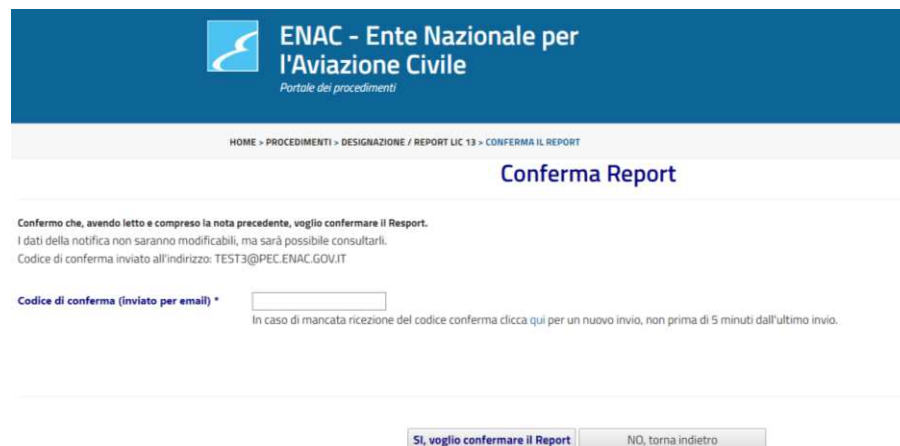 ENAC - Ente Nazionale per
l'Aviazione Civile
Portale dei procedimenti
HOME > PROCEDIMENTI > DESIGNAZIONE / REPORT LIC 13 > CONFERMA IL REPORT
Conferma Report
Confermo che, avendo letto e compreso la nota precedente, voglio confermare il Resport.
I dati della notifica non saranno modificabili, ma sarà possibile consultarli.
Codice di conferma inviato all'indirizzo: TEST3@PEC.ENAC.GOV.IT
Codice di conferma (inviato per email) *
In caso di mancata ricezione del codice conferma clicca qui per un nuovo invio, non prima di 5 minuti dall'ultimo invio.
SI, voglio confermare il Report NO, torna indietro